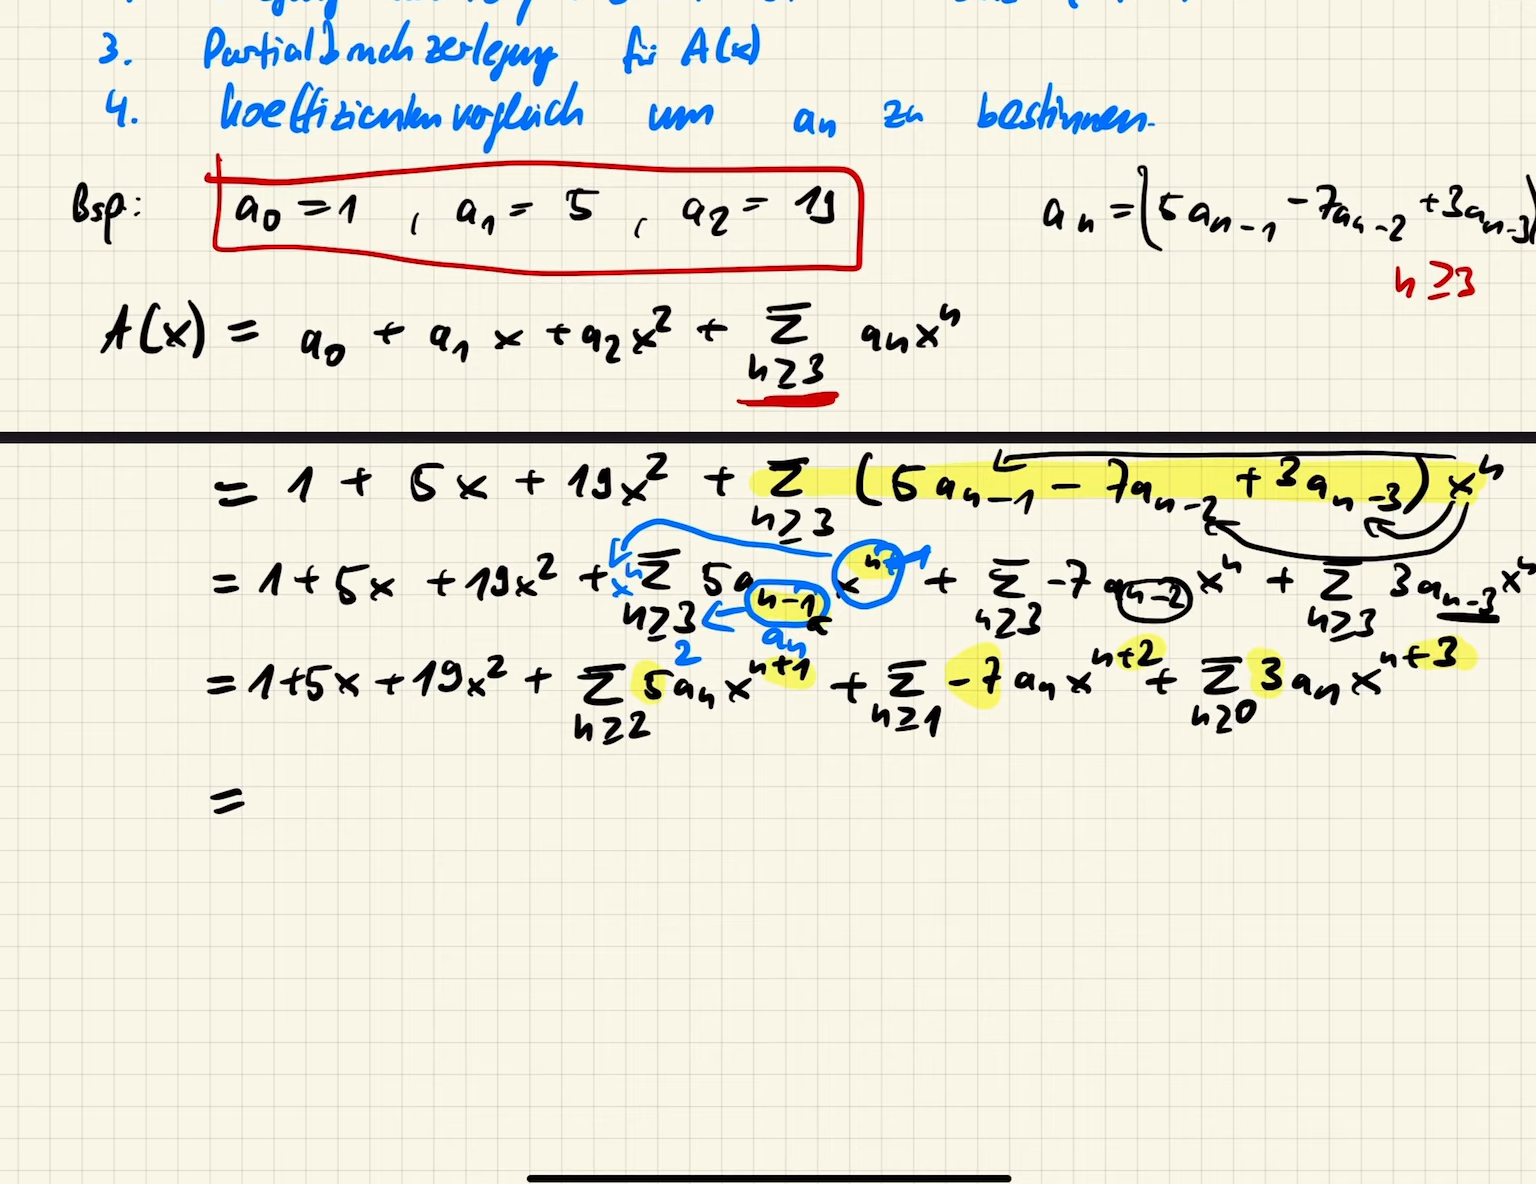 3. Partialbruchzerlegung für A(x)
4. Koeffizientenvergleich um an zu bestimmen.
Bsp: a₀ = 1 , a₁ = 5 , a₂ = 19 aₙ = (5aₙ₋₁ - 7aₙ₋₂ + 3aₙ₋₃)
n ≥ 3
A(x) = a₀ + a₁ x + a₂x² + Σ aₙxⁿ
n ≥ 3
= 1 + 5x + 19x² + Σ (5aₙ₋₁ - 7aₙ₋₂ + 3aₙ₋₃) xⁿ
n ≥ 3
= 1 + 5x + 19x² + xⁿ Σ 5aₙ₋₁ xⁿ⁺¹ + Σ -7aₙ₋₂ xⁿ + Σ 3aₙ₋₃ xⁿ
n ≥ 3 n ≥ 3 n ≥ 3
2 aₙ
= 1+5x+19x² + Σ 5aₙxⁿ⁺¹ + Σ -7aₙxⁿ⁺² + Σ 3aₙxⁿ⁺³
n ≥ 2 n ≥ 1 n ≥ 0
=